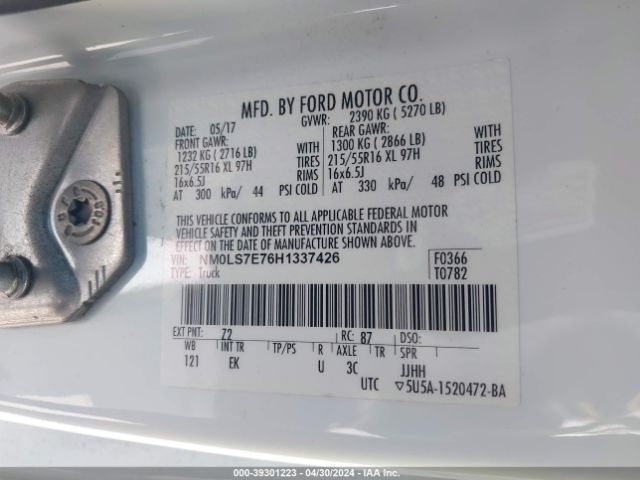 MFD. BY FORD MOTOR CO.
DATE: 05/17 GVWR: 2390 KG ( 5270 LB)
FRONT GAWR: REAR GAWR:
1232 KG ( 2716 LB) WITH 1300 KG ( 2866 LB) WITH
215/55R16 XL 97H TIRES 215/55R16 XL 97H TIRES
16x6.5J RIMS 16x6.5J RIMS
AT 300 kPa/ 44 PSI COLD AT 330 kPa/ 48 PSI COLD
THIS VEHICLE CONFORMS TO ALL APPLICABLE FEDERAL MOTOR
VEHICLE SAFETY AND THEFT PREVENTION STANDARDS IN
EFFECT ON THE DATE OF MANUFACTURE SHOWN ABOVE.
VIN: NM0LS7E76H1337426 F0366
TYPE: Truck T0782
EXT PNT: Z2 RC: 87 DSO:
WB INT TR TP/PS R AXLE TR SPR
121 EK U 3C JJHH
UTC ▽5U5A-1520472-BA
000-39301223 - 04/30/2024 - IAA Inc.